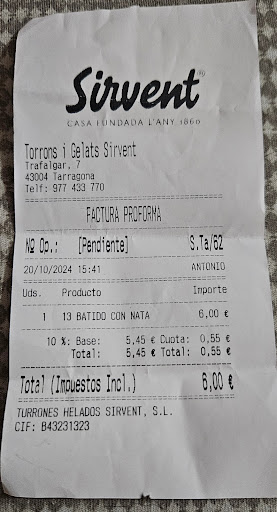 Sirvent®
CASA FUNDADA L'ANY 1860
Torrons i Gelats Sirvent
Trafalgar. 7
43004 Tarragona
Telf: 977 433 770
FACTURA PROFORMA
Nº Op.: [Pendiente] S.Ta/62
20/10/2024 15:41 ANTONIO
Uds. Producto Importe
1 13 BATIDO CON NATA 6,00 €
10 %: Base: 5,45 € Cuota: 0,55 €
Total: 5,45 € Total: 0,55 €
Total (Impuestos Incl.) 6,00 €
TURRONES HELADOS SIRVENT, S.L.
CIF: B43231323